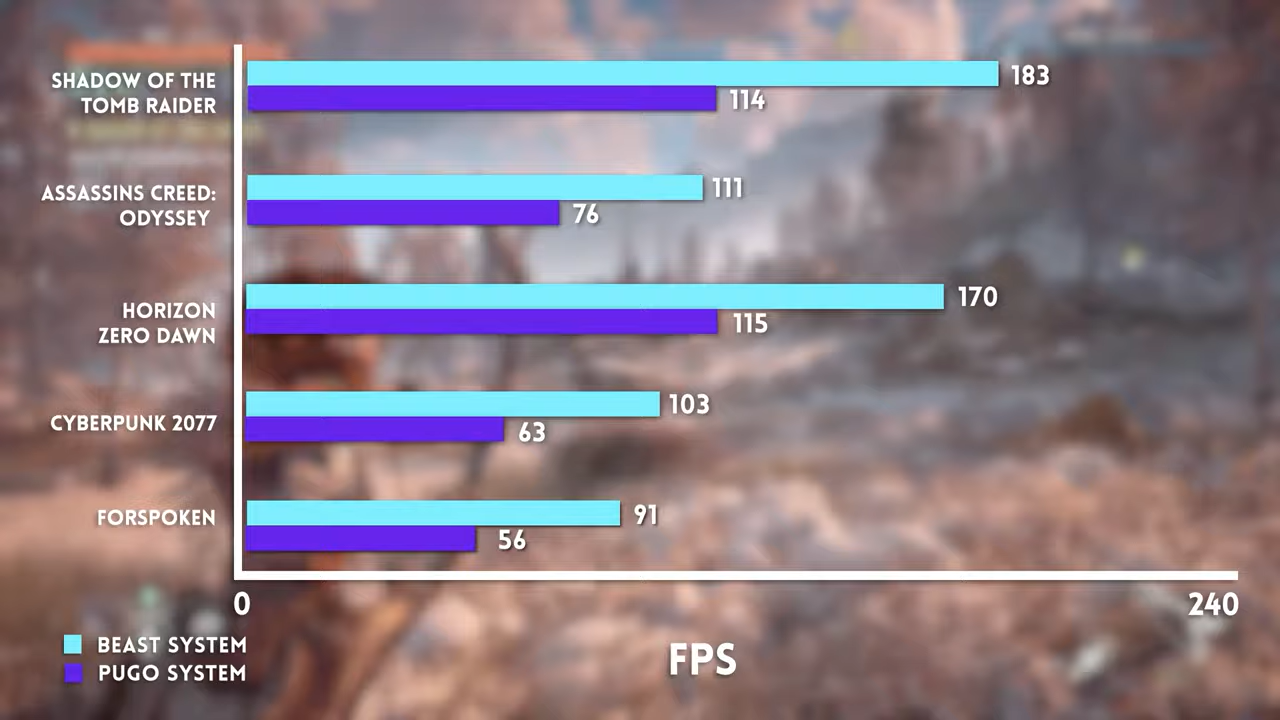 SHADOW OF THE
TOMB RAIDER
183
114
ASSASSINS CREED:
ODYSSEY
111
76
HORIZON
ZERO DAWN
170
115
CYBERPUNK 2077
103
63
FORSPOKEN
91
56
0
240
FPS
BEAST SYSTEM
PUGO SYSTEM